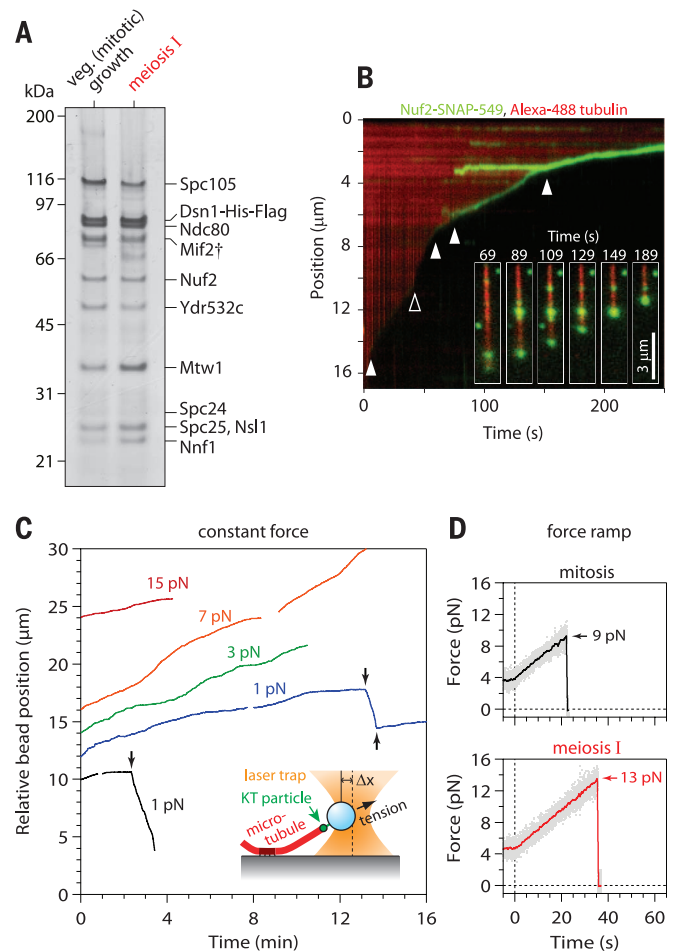 A
veg. (mitotic)
growth
meiosis I
kDa
200
116
97
66
45
31
21
Spc105
Dsn1-His-Flag
Ndc80
Mif2†
Nuf2
Ydr532c
Mtw1
Spc24
Spc25, Nsl1
Nnf1
B
Nuf2-SNAP-549, Alexa-488 tubulin
Position (µm)
0
4
8
12
16
Time (s)
69 89 109 129 149 189
3 µm
0 100 200
Time (s)
C
constant force
Relative bead position (µm)
30
25
20
15
10
5
0
15 pN
7 pN
3 pN
1 pN
1 pN
laser trap
Δx
KT particle
tension
micro-
tubule
0 4 8 12 16
Time (min)
D
force ramp
mitosis
Force (pN)
16
12
8
4
0
9 pN
meiosis I
Force (pN)
16
12
8
4
0
13 pN
0 20 40 60
Time (s)